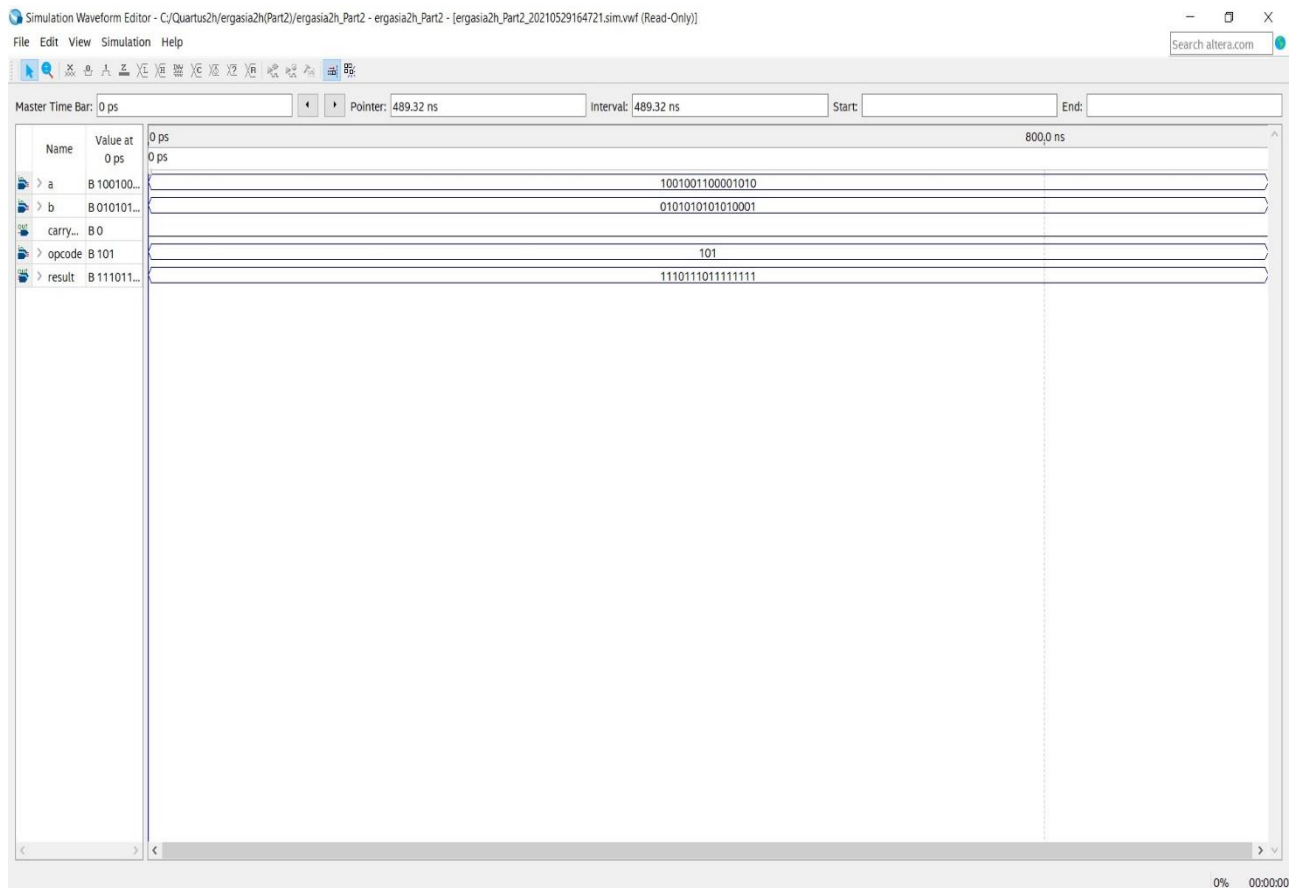 Simulation Waveform Editor - C:/Quartus2h/ergasia2h(Part2)/ergasia2h_Part2 - ergasia2h_Part2 - [ergasia2h_Part2_20210529164721.sim.vwf (Read-Only)]
File Edit View Simulation Help
Search altera.com
Master Time Bar: 0 ps Pointer: 489.32 ns Interval: 489.32 ns Start: End:
Name Value at 0 ps
0 ps 800,0 ns
0 ps
a B 100100... 1001001100001010
b B 010101... 0101010101010001
carry... B 0
opcode B 101 101
result B 111011... 1110111011111111
0% 00:00:00